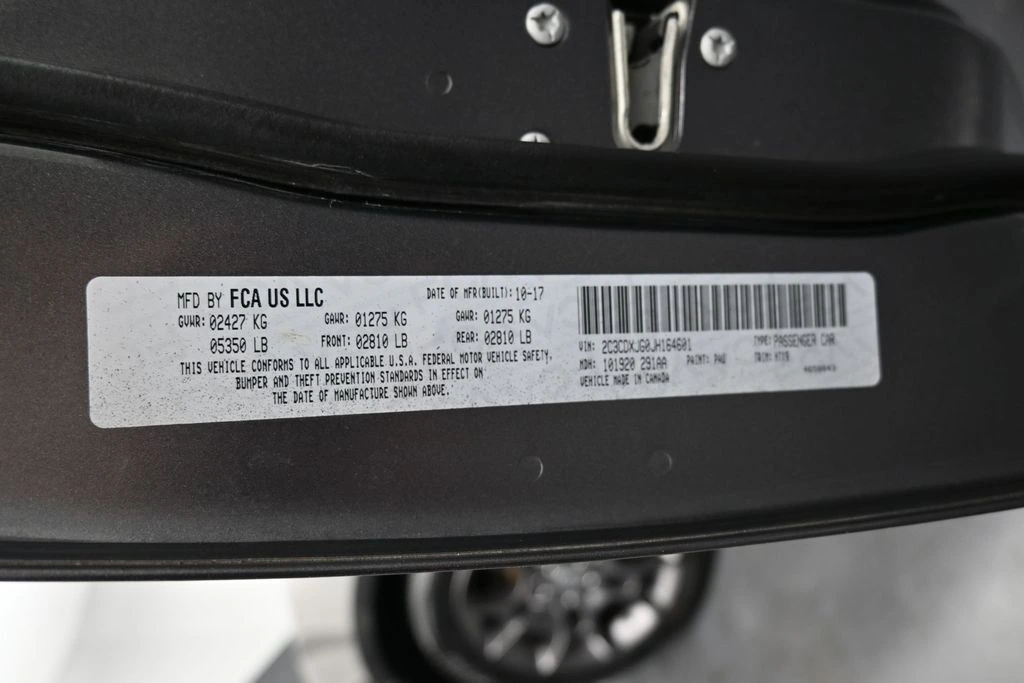 MFD BY FCA US LLC DATE OF MFR(BUILT): 10-17
GVWR: 02427 KG GAWR: 01275 KG GAWR: 01275 KG
05350 LB FRONT: 02810 LB REAR: 02810 LB
THIS VEHICLE CONFORMS TO ALL APPLICABLE U.S.A. FEDERAL MOTOR VEHICLE SAFETY,
BUMPER AND THEFT PREVENTION STANDARDS IN EFFECT ON
THE DATE OF MANUFACTURE SHOWN ABOVE.
VIN: 2C3CDXJG0JH164601 TYPE: PASSENGER CAR
MDH: 101920 291AA PAINT: PAU TRIM:
VEHICLE MADE IN CANADA